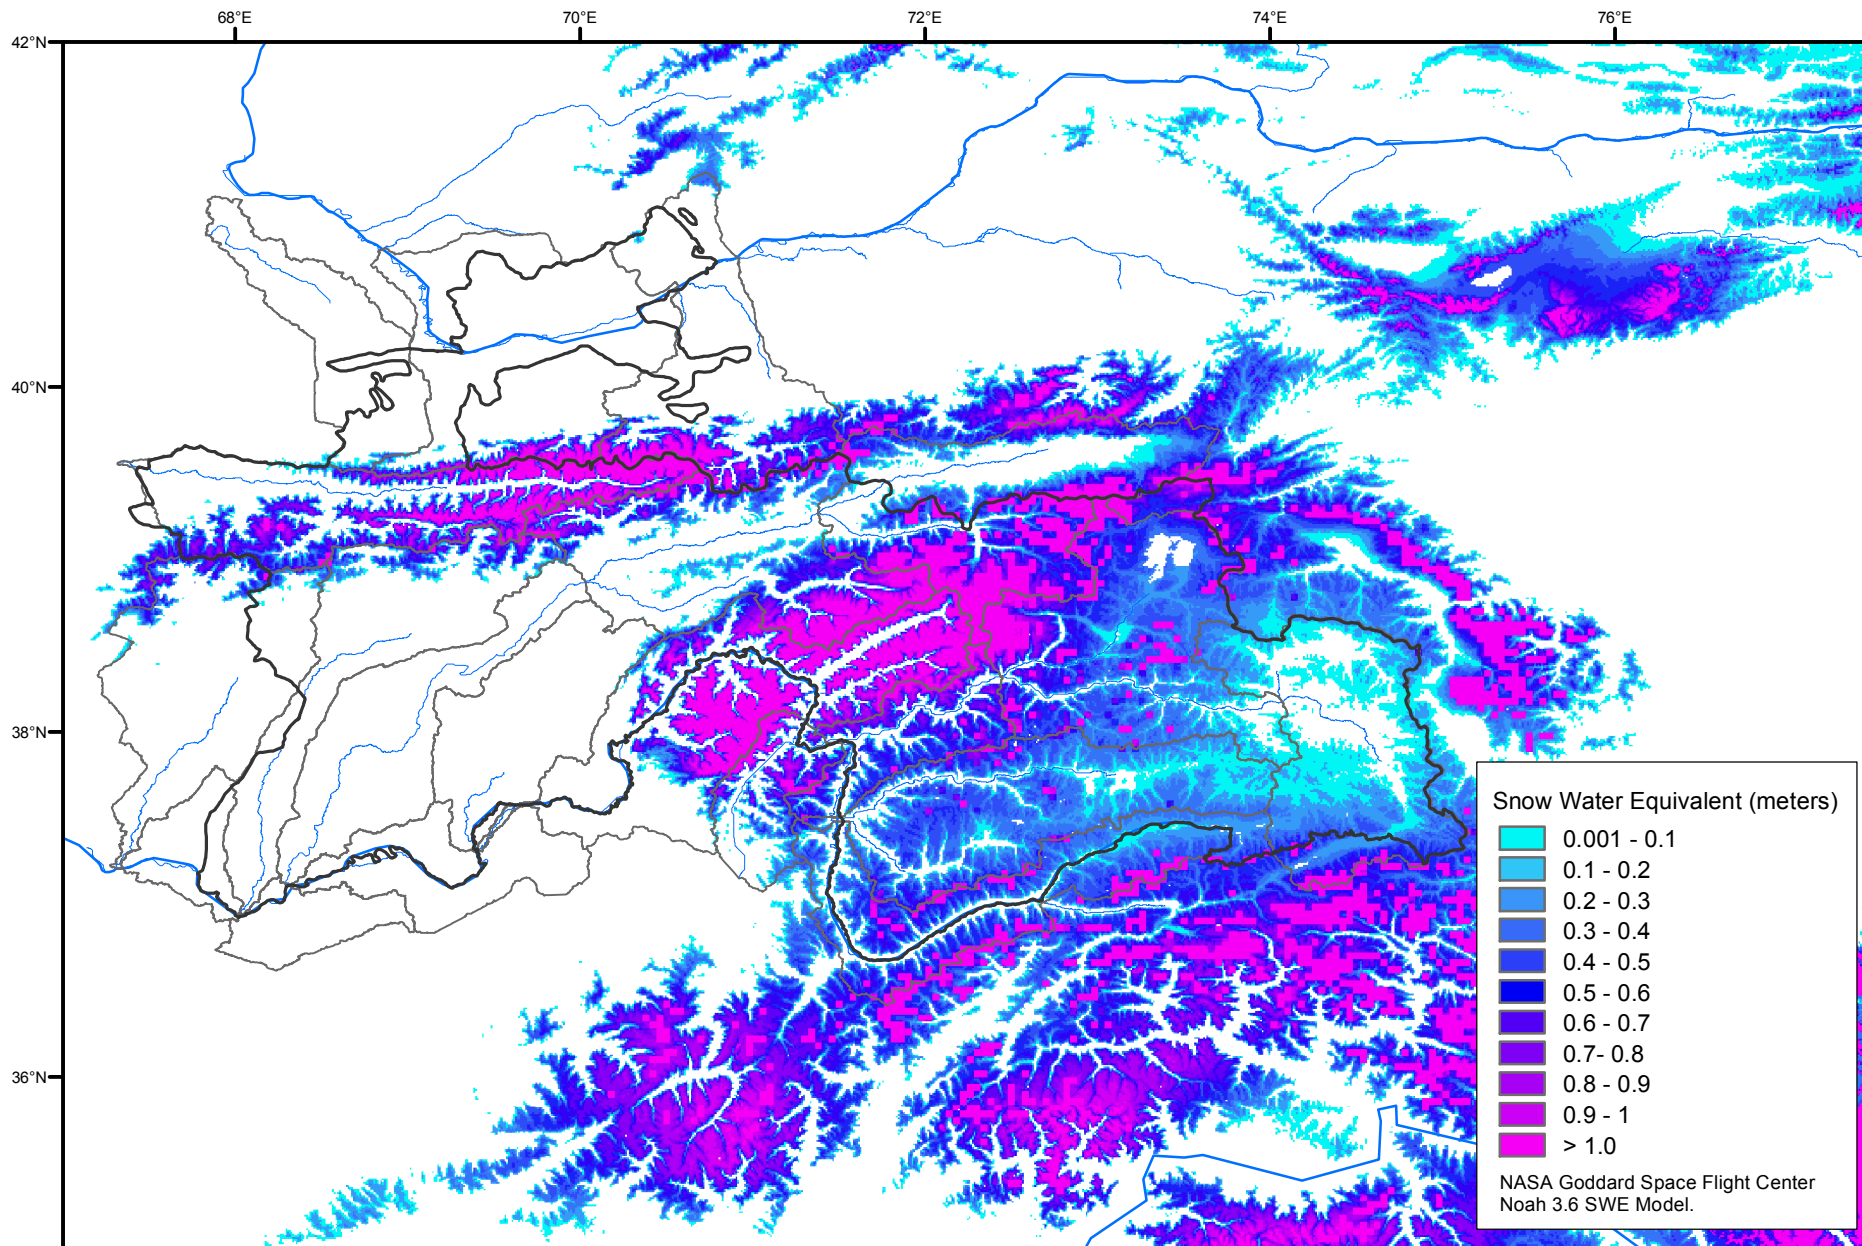 68°E
70°E
72°E
74°E
76°E
42°N
40°N
38°N
36°N
Snow Water Equivalent (meters)
0.001 - 0.1
0.1 - 0.2
0.2 - 0.3
0.3 - 0.4
0.4 - 0.5
0.5 - 0.6
0.6 - 0.7
0.7- 0.8
0.8 - 0.9
0.9 - 1
> 1.0
NASA Goddard Space Flight Center
Noah 3.6 SWE Model.